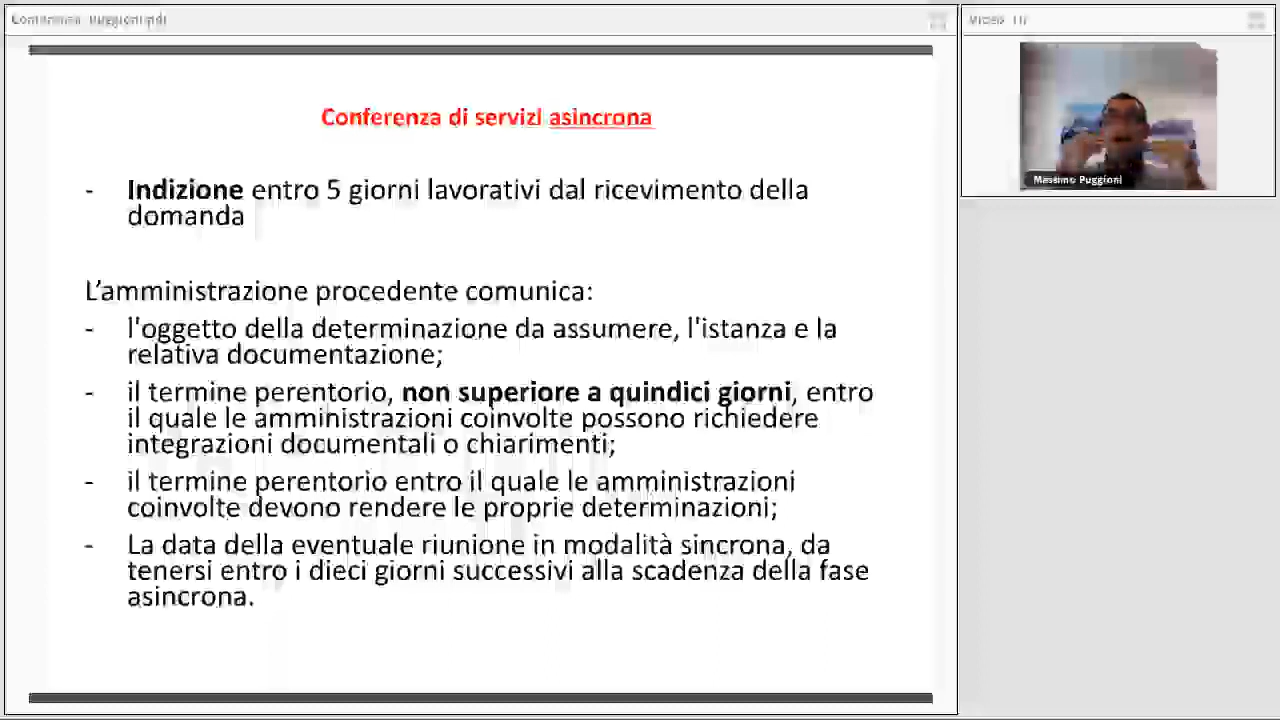 Conferenza di servizi asincrona
- Indizione entro 5 giorni lavorativi dal ricevimento della
domanda
L'amministrazione procedente comunica:
- l'oggetto della determinazione da assumere, l'istanza e la
relativa documentazione;
- il termine perentorio, non superiore a quindici giorni, entro
il quale le amministrazioni coinvolte possono richiedere
integrazioni documentali o chiarimenti;
- il termine perentorio entro il quale le amministrazioni
coinvolte devono rendere le proprie determinazioni;
- La data della eventuale riunione in modalità sincrona, da
tenersi entro i dieci giorni successivi alla scadenza della fase
asincrona.
Massimo Puggioni